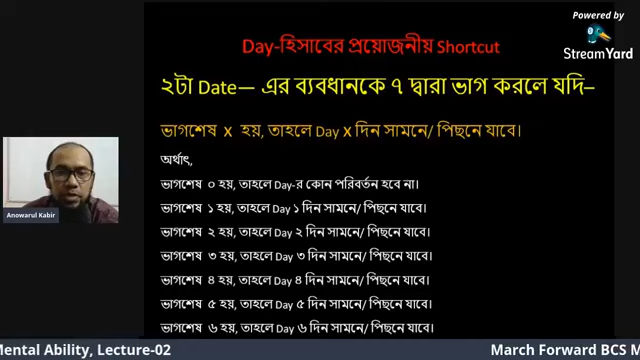 Powered by
StreamYard
Day-হিসাবের প্রয়োজনীয় Shortcut
২টা Date— এর ব্যবধানকে ৭ দ্বারা ভাগ করলে যদি–
ভাগশেষ x হয়, তাহলে Day x দিন সামনে/ পিছনে যাবে।
অর্থাৎ,
ভাগশেষ ০ হয়, তাহলে Day-র কোন পরিবর্তন হবে না।
ভাগশেষ ১ হয়, তাহলে Day ১ দিন সামনে/ পিছনে যাবে।
ভাগশেষ ২ হয়, তাহলে Day ২ দিন সামনে/ পিছনে যাবে।
ভাগশেষ ৩ হয়, তাহলে Day ৩ দিন সামনে/ পিছনে যাবে।
ভাগশেষ ৪ হয়, তাহলে Day ৪ দিন সামনে/ পিছনে যাবে।
ভাগশেষ ৫ হয়, তাহলে Day ৫ দিন সামনে/ পিছনে যাবে।
ভাগশেষ ৬ হয়, তাহলে Day ৬ দিন সামনে/ পিছনে যাবে।
Anowarul Kabir
Mental Ability, Lecture-02 March Forward BCS M